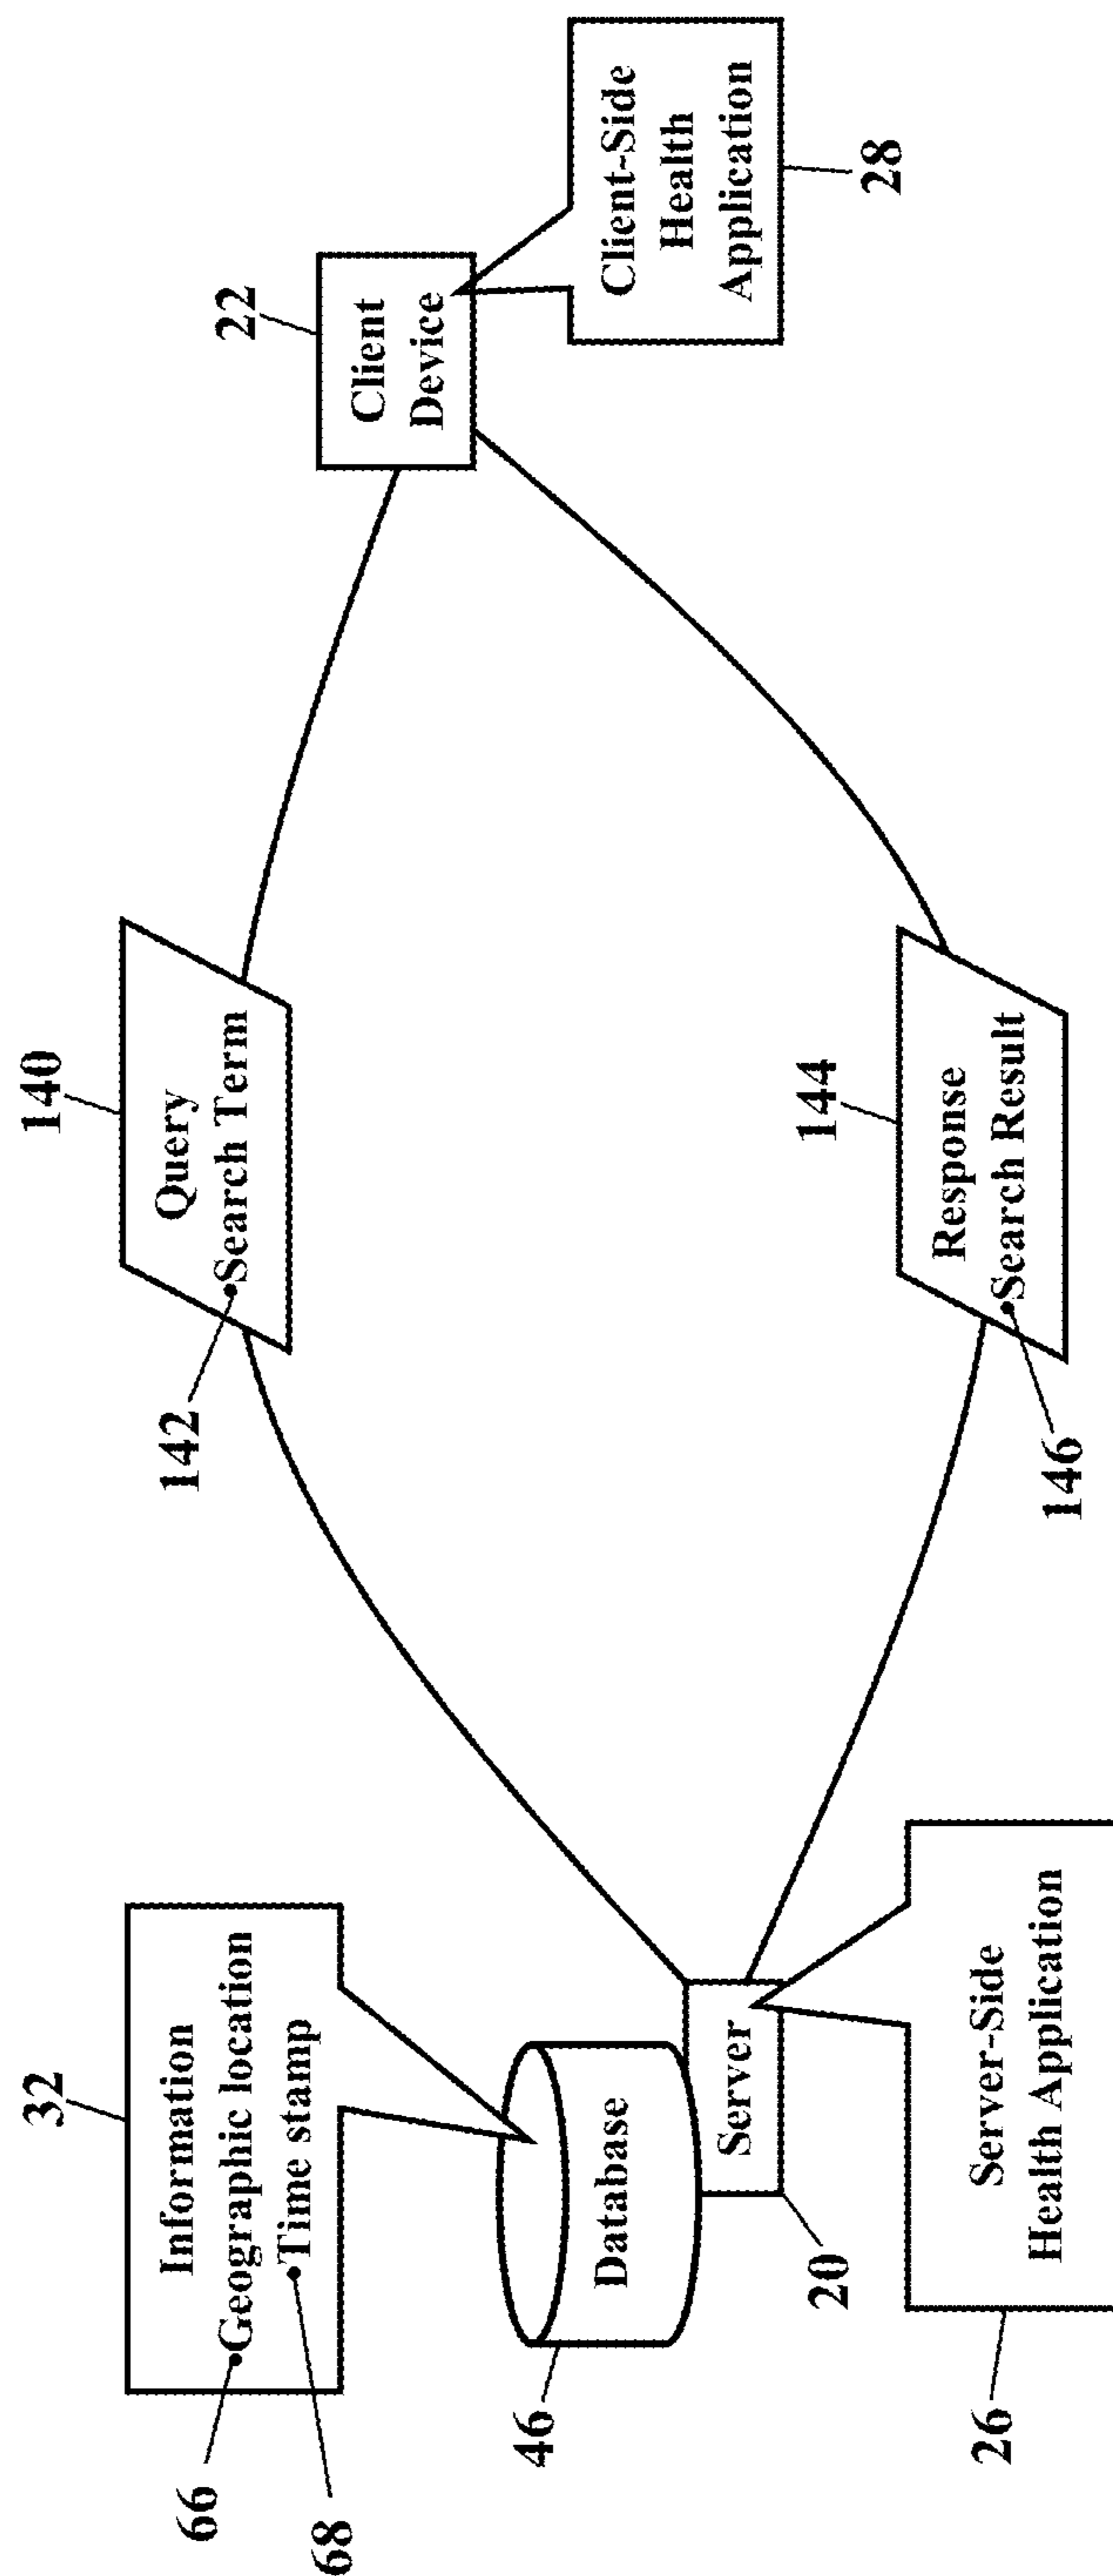 32
Information
•Geographic location
•Time stamp
66
68
46
Database
Server
20
Server-Side
Health Application
26
140
Query
•Search Term
142
144
Response
•Search Result
146
22
Client
Device
Client-Side
Health
Application
28